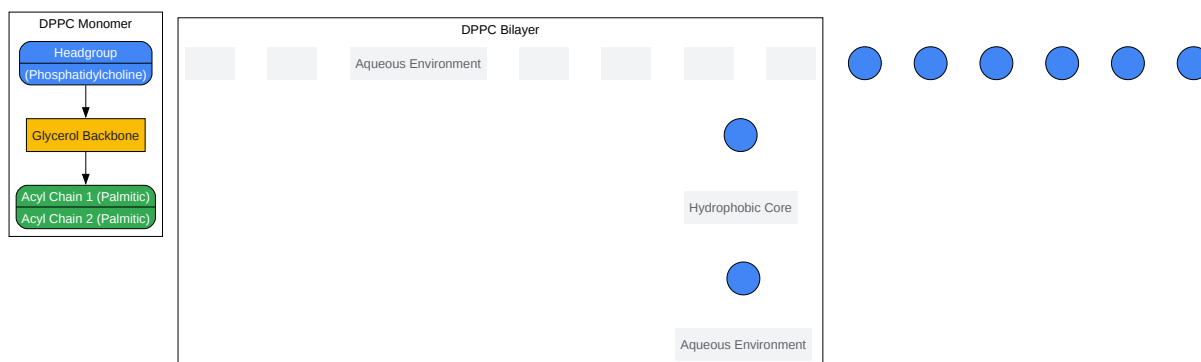 DPPC Monomer
Headgroup
(Phosphatidylcholine)
Glycerol Backbone
Acyl Chain 1 (Palmitic)
Acyl Chain 2 (Palmitic)
DPPC Bilayer
Aqueous Environment
Hydrophobic Core
Aqueous Environment